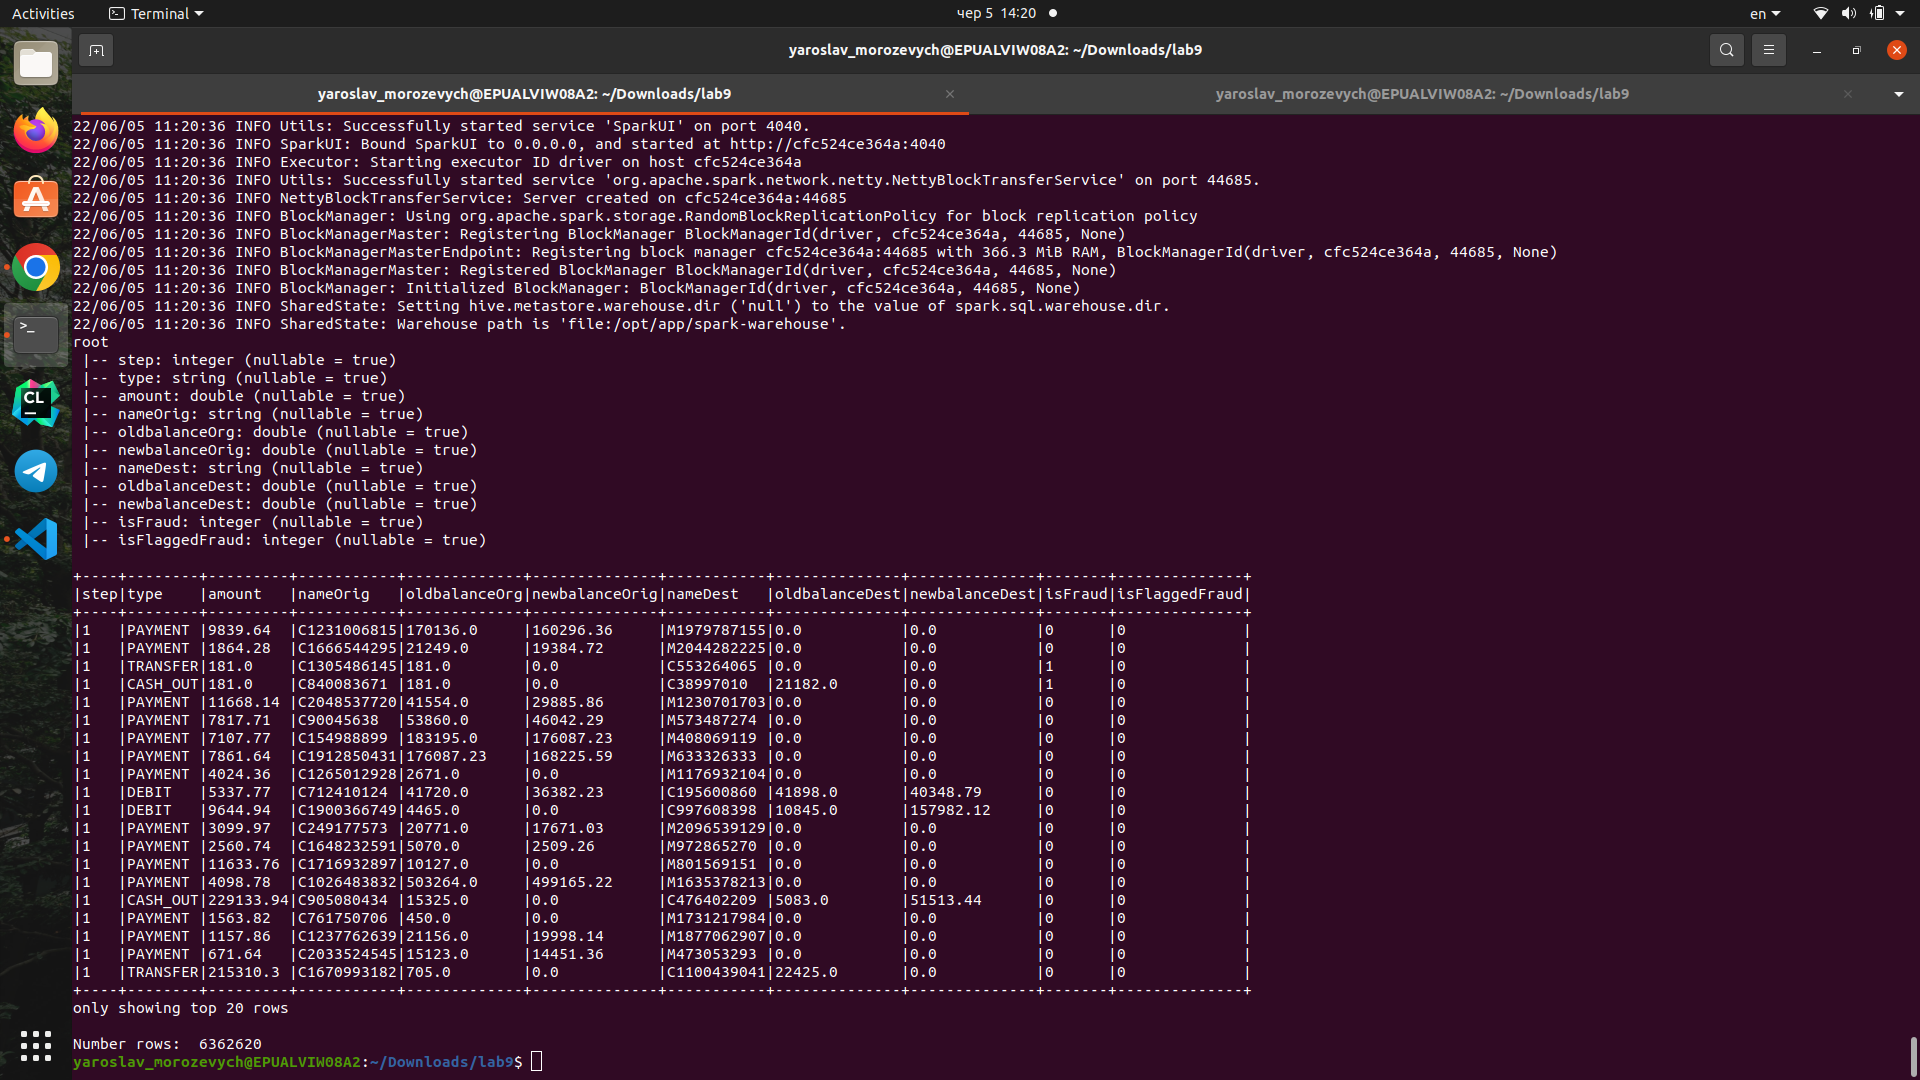 Activities
Terminal
чер 5 14:20
en
yaroslav_morozevych@EPUALVIW08A2: ~/Downloads/lab9
yaroslav_morozevych@EPUALVIW08A2: ~/Downloads/lab9
yaroslav_morozevych@EPUALVIW08A2: ~/Downloads/lab9
22/06/05 11:20:36 INFO Utils: Successfully started service 'SparkUI' on port 4040.
22/06/05 11:20:36 INFO SparkUI: Bound SparkUI to 0.0.0.0, and started at http://cfc524ce364a:4040
22/06/05 11:20:36 INFO Executor: Starting executor ID driver on host cfc524ce364a
22/06/05 11:20:36 INFO Utils: Successfully started service 'org.apache.spark.network.netty.NettyBlockTransferService' on port 44685.
22/06/05 11:20:36 INFO NettyBlockTransferService: Server created on cfc524ce364a:44685
22/06/05 11:20:36 INFO BlockManager: Using org.apache.spark.storage.RandomBlockReplicationPolicy for block replication policy
22/06/05 11:20:36 INFO BlockManagerMaster: Registering BlockManager BlockManagerId(driver, cfc524ce364a, 44685, None)
22/06/05 11:20:36 INFO BlockManagerMasterEndpoint: Registering block manager cfc524ce364a:44685 with 366.3 MiB RAM, BlockManagerId(driver, cfc524ce364a, 44685, None)
22/06/05 11:20:36 INFO BlockManagerMaster: Registered BlockManager BlockManagerId(driver, cfc524ce364a, 44685, None)
22/06/05 11:20:36 INFO BlockManager: Initialized BlockManager: BlockManagerId(driver, cfc524ce364a, 44685, None)
22/06/05 11:20:36 INFO SharedState: Setting hive.metastore.warehouse.dir ('null') to the value of spark.sql.warehouse.dir.
22/06/05 11:20:36 INFO SharedState: Warehouse path is 'file:/opt/app/spark-warehouse'.
root
 |-- step: integer (nullable = true)
 |-- type: string (nullable = true)
 |-- amount: double (nullable = true)
 |-- nameOrig: string (nullable = true)
 |-- oldbalanceOrg: double (nullable = true)
 |-- newbalanceOrig: double (nullable = true)
 |-- nameDest: string (nullable = true)
 |-- oldbalanceDest: double (nullable = true)
 |-- newbalanceDest: double (nullable = true)
 |-- isFraud: integer (nullable = true)
 |-- isFlaggedFraud: integer (nullable = true)
+----+--------+---------+-----------+-------------+--------------+-----------+--------------+--------------+-------+--------------+
|step|type    |amount   |nameOrig   |oldbalanceOrg|newbalanceOrig|nameDest   |oldbalanceDest|newbalanceDest|isFraud|isFlaggedFraud|
+----+--------+---------+-----------+-------------+--------------+-----------+--------------+--------------+-------+--------------+
|1   |PAYMENT |9839.64  |C1231006815|170136.0     |160296.36     |M1979787155|0.0           |0.0           |0      |0             |
|1   |PAYMENT |1864.28  |C1666544295|21249.0      |19384.72      |M2044282225|0.0           |0.0           |0      |0             |
|1   |TRANSFER|181.0    |C1305486145|181.0        |0.0           |C553264065 |0.0           |0.0           |1      |0             |
|1   |CASH_OUT|181.0    |C840083671 |181.0        |0.0           |C38997010  |21182.0       |0.0           |1      |0             |
|1   |PAYMENT |11668.14 |C2048537720|41554.0      |29885.86      |M1230701703|0.0           |0.0           |0      |0             |
|1   |PAYMENT |7817.71  |C90045638  |53860.0      |46042.29      |M573487274 |0.0           |0.0           |0      |0             |
|1   |PAYMENT |7107.77  |C154988899 |183195.0     |176087.23     |M408069119 |0.0           |0.0           |0      |0             |
|1   |PAYMENT |7861.64  |C1912850431|176087.23    |168225.59     |M633326333 |0.0           |0.0           |0      |0             |
|1   |PAYMENT |4024.36  |C1265012928|2671.0       |0.0           |M1176932104|0.0           |0.0           |0      |0             |
|1   |DEBIT   |5337.77  |C712410124 |41720.0      |36382.23      |C195600860 |41898.0       |40348.79      |0      |0             |
|1   |DEBIT   |9644.94  |C1900366749|4465.0       |0.0           |C997608398 |10845.0       |157982.12     |0      |0             |
|1   |PAYMENT |3099.97  |C249177573 |20771.0      |17671.03      |M2096539129|0.0           |0.0           |0      |0             |
|1   |PAYMENT |2560.74  |C1648232591|5070.0       |2509.26       |M972865270 |0.0           |0.0           |0      |0             |
|1   |PAYMENT |11633.76 |C1716932897|10127.0      |0.0           |M801569151 |0.0           |0.0           |0      |0             |
|1   |PAYMENT |4098.78  |C1026483832|503264.0     |499165.22     |M1635378213|0.0           |0.0           |0      |0             |
|1   |CASH_OUT|229133.94|C905080434 |15325.0      |0.0           |C476402209 |5083.0        |51513.44      |0      |0             |
|1   |PAYMENT |1563.82  |C761750706 |450.0        |0.0           |M1731217984|0.0           |0.0           |0      |0             |
|1   |PAYMENT |1157.86  |C1237762639|21156.0      |19998.14      |M1877062907|0.0           |0.0           |0      |0             |
|1   |PAYMENT |671.64   |C2033524545|15123.0      |14451.36      |M473053293 |0.0           |0.0           |0      |0             |
|1   |TRANSFER|215310.3 |C1670993182|705.0        |0.0           |C1100439041|22425.0       |0.0           |0      |0             |
+----+--------+---------+-----------+-------------+--------------+-----------+--------------+--------------+-------+--------------+
only showing top 20 rows
Number rows:  6362620
yaroslav_morozevych@EPUALVIW08A2:~/Downloads/lab9$
CL